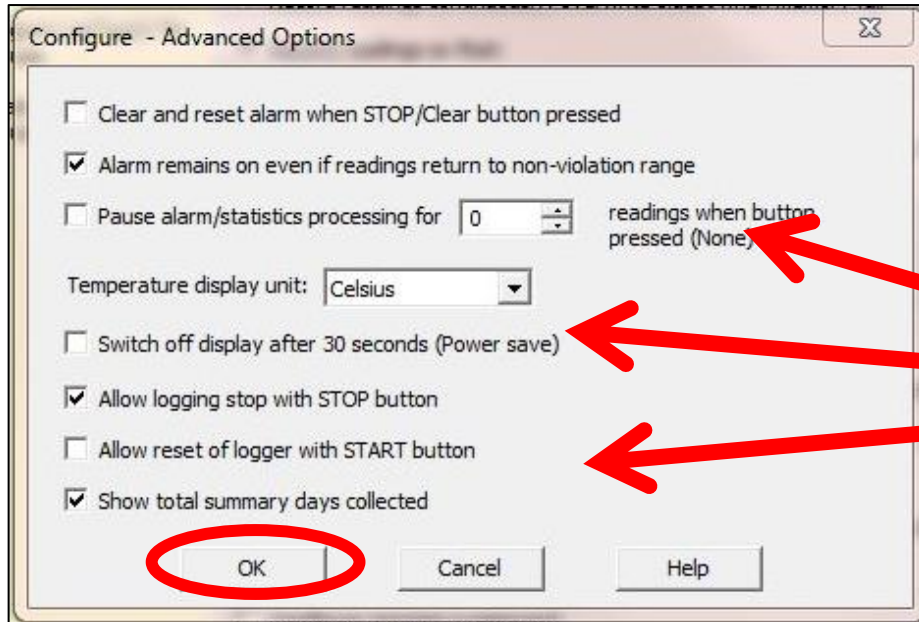 Configure - Advanced Options
Clear and reset alarm when STOP/Clear button pressed
Alarm remains on even if readings return to non-violation range
Pause alarm/statistics processing for 0 readings when button
pressed (None)
Temperature display unit: Celsius
Switch off display after 30 seconds (Power save)
Allow logging stop with STOP button
Allow reset of logger with START button
Show total summary days collected
OK Cancel Help